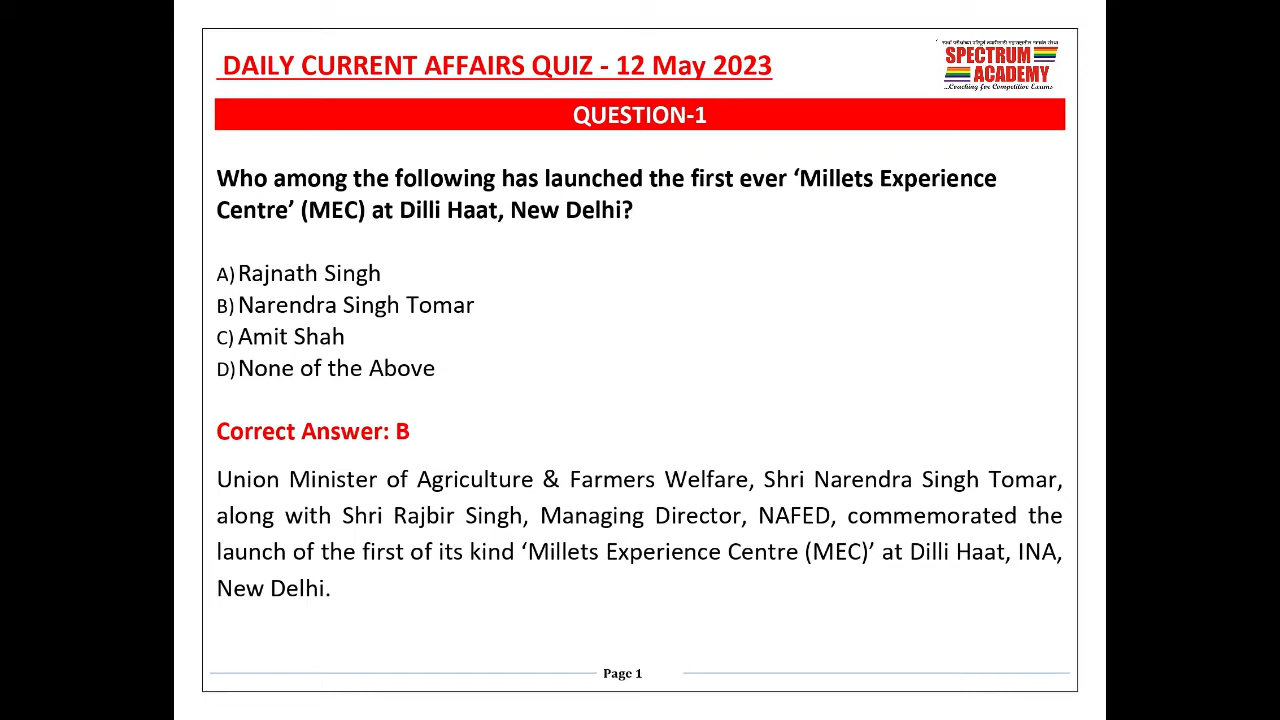 DAILY CURRENT AFFAIRS QUIZ - 12 May 2023
SPECTRUM
ACADEMY
...Coaching for Competitive Exams
QUESTION-1
Who among the following has launched the first ever ‘Millets Experience
Centre’ (MEC) at Dilli Haat, New Delhi?
A) Rajnath Singh
B) Narendra Singh Tomar
C) Amit Shah
D) None of the Above
Correct Answer: B
Union Minister of Agriculture & Farmers Welfare, Shri Narendra Singh Tomar,
along with Shri Rajbir Singh, Managing Director, NAFED, commemorated the
launch of the first of its kind ‘Millets Experience Centre (MEC)’ at Dilli Haat, INA,
New Delhi.
Page 1